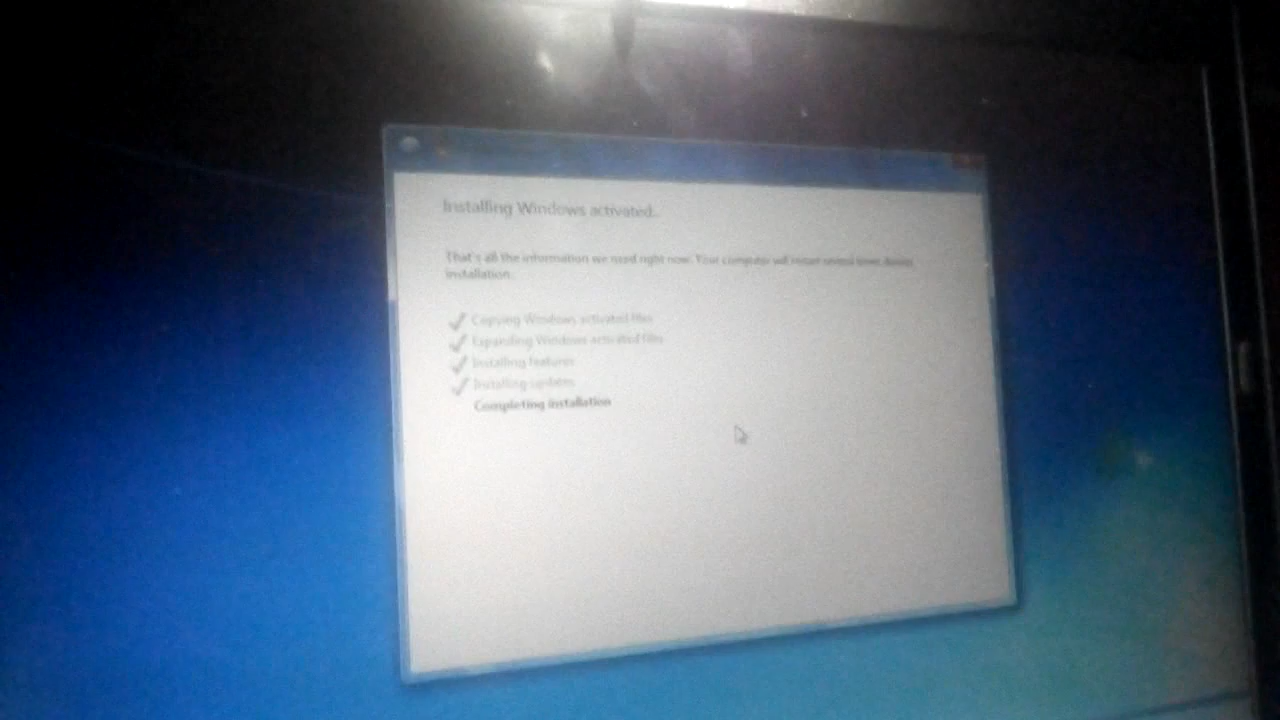 Installing Windows activated...
That's all the information we need right now. Your computer will restart several times during
installation.
Copying Windows activated files
Expanding Windows activated files
Installing features
Installing updates
Completing installation